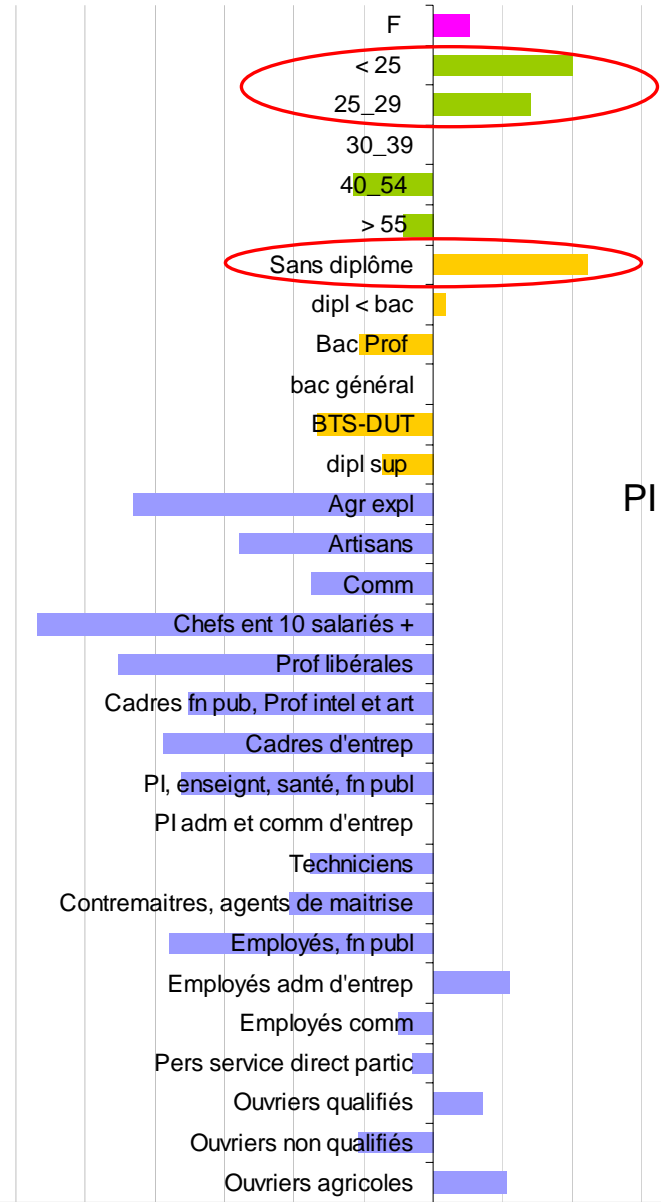 F
< 25
25_29
30_39
40_54
> 55
Sans diplôme
dipl < bac
Bac Prof
bac général
BTS-DUT
dipl sup
Agr expl
PI
Artisans
Comm
Chefs ent 10 salariés +
Prof libérales
Cadres fn pub, Prof intel et art
Cadres d'entrep
PI, enseignt, santé, fn publ
PI adm et comm d'entrep
Techniciens
Contremaitres, agents de maitrise
Employés, fn publ
Employés adm d'entrep
Employés comm
Pers service direct partic
Ouvriers qualifiés
Ouvriers non qualifiés
Ouvriers agricoles